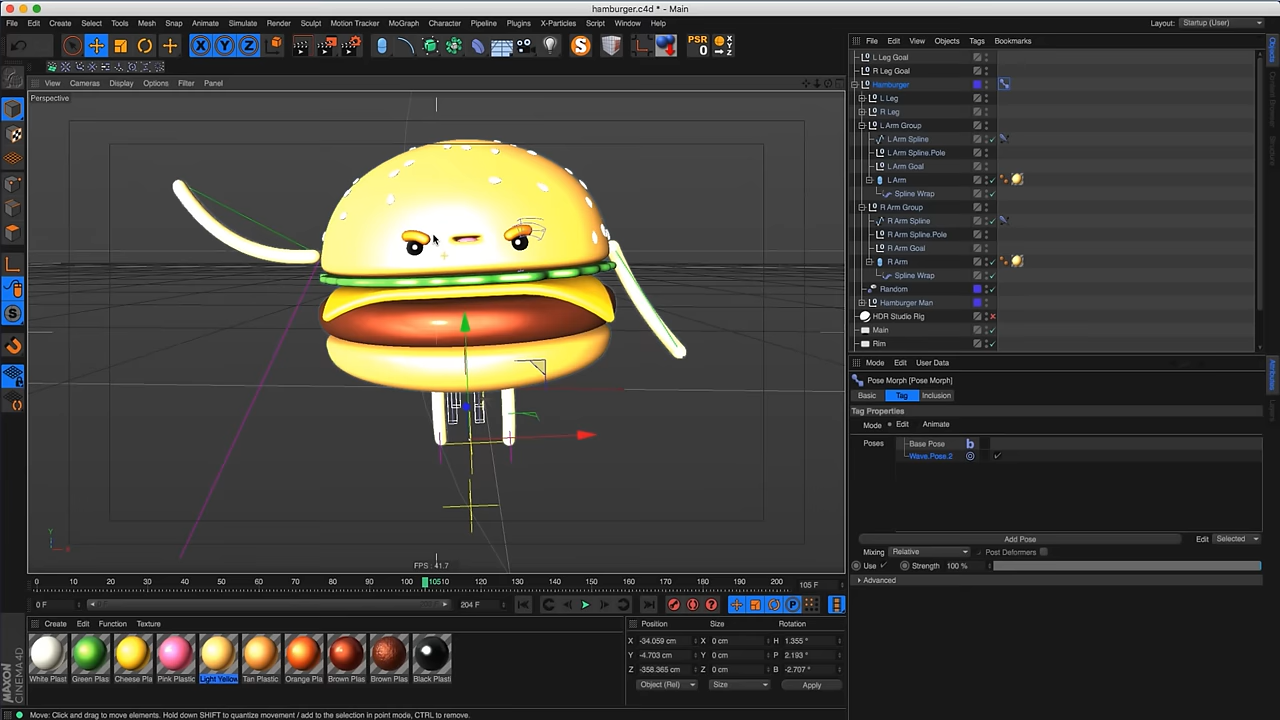 hamburger.c4d * - Main
File Edit Create Select Tools Mesh Snap Animate Simulate Render Sculpt Motion Tracker MoGraph Character Pipeline Plugins X-Particles Script Window Help
Layout: Startup (User)
PSR
0
X Y Z
View Cameras Display Options Filter Panel
Perspective
FPS : 41.7
0 10 20 30 40 50 60 70 80 90 100 105 110 120 130 140 150 160 170 180 190 200
105 F
0 F
204 F
Create Edit Function Texture
White Plast Green Plas Cheese Pla Pink Plastic Light Yellow Tan Plastic Orange Plas Brown Plas Brown Plas Black Plasti
MAXON
CINEMA 4D
Position Size Rotation
X -34.059 cm X 0 cm H 1.355 °
Y -4.703 cm Y 0 cm P 2.193 °
Z -358.365 cm Z 0 cm B -2.707 °
Object (Rel) Size Apply
Move: Click and drag to move elements. Hold down SHIFT to quantize movement / add to the selection in point mode, CTRL to remove.
File Edit View Objects Tags Bookmarks
L Leg Goal
R Leg Goal
Hamburger
L Leg
R Leg
L Arm Group
L Arm Spline
L Arm Spline.Pole
L Arm Goal
L Arm
Spline Wrap
R Arm Group
R Arm Spline
R Arm Spline.Pole
R Arm Goal
R Arm
Spline Wrap
Random
Hamburger Man
HDR Studio Rig
Main
Rim
Mode Edit User Data
Pose Morph [Pose Morph]
Basic Tag Inclusion
Tag Properties
Mode Edit Animate
Poses Base Pose
Wave.Pose.2
Add Pose Edit Selected
Mixing Relative Post Deformers
Use Strength 100 %
Advanced
Objects
Attributes